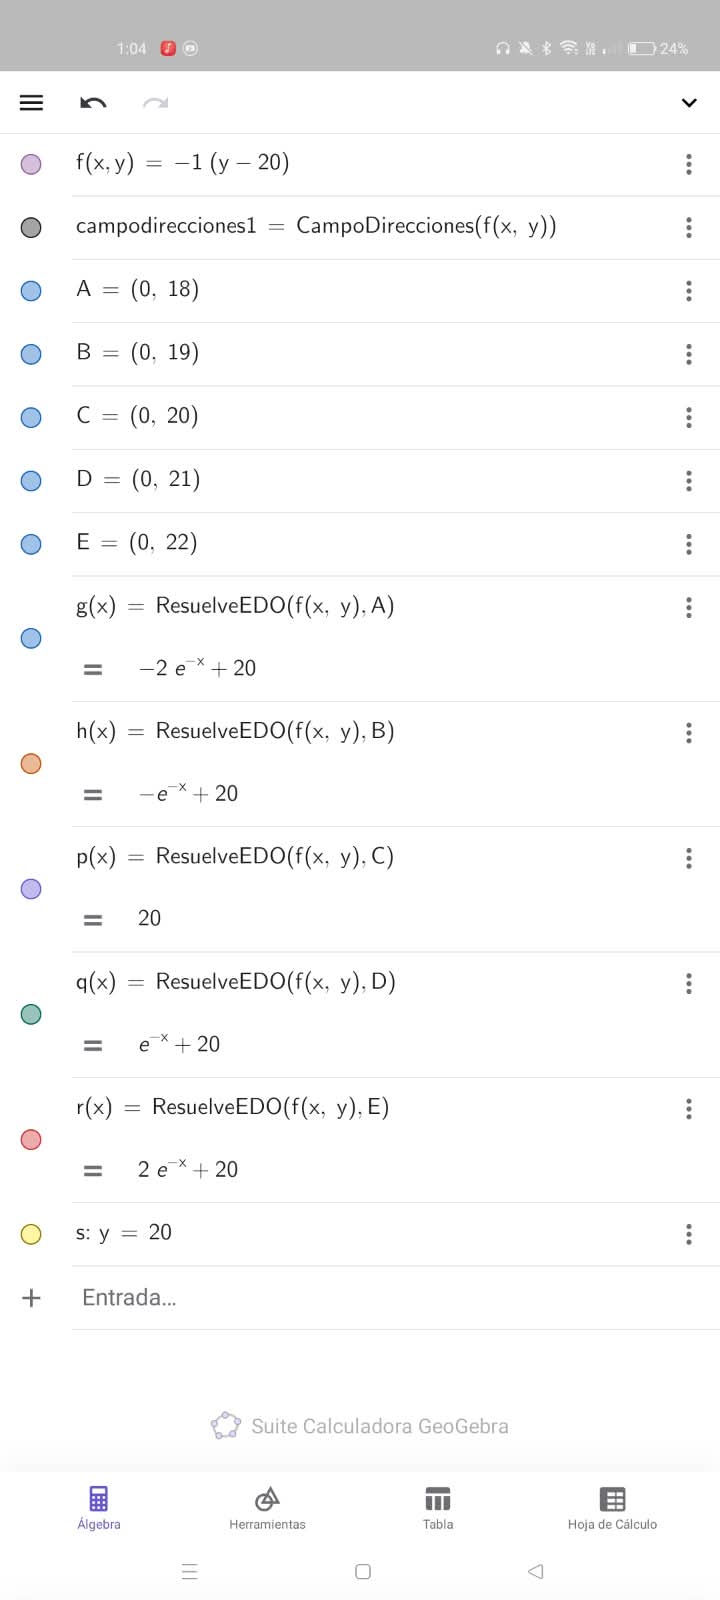 1:04 24%
f(x, y) = −1 (y − 20)
campodirecciones1 = CampoDirecciones(f(x, y))
A = (0, 18)
B = (0, 19)
C = (0, 20)
D = (0, 21)
E = (0, 22)
g(x) = ResuelveEDO(f(x, y), A)
= −2 e⁻ˣ + 20
h(x) = ResuelveEDO(f(x, y), B)
= −e⁻ˣ + 20
p(x) = ResuelveEDO(f(x, y), C)
= 20
q(x) = ResuelveEDO(f(x, y), D)
= e⁻ˣ + 20
r(x) = ResuelveEDO(f(x, y), E)
= 2 e⁻ˣ + 20
s: y = 20
+ Entrada...
Suite Calculadora GeoGebra
Álgebra Herramientas Tabla Hoja de Cálculo